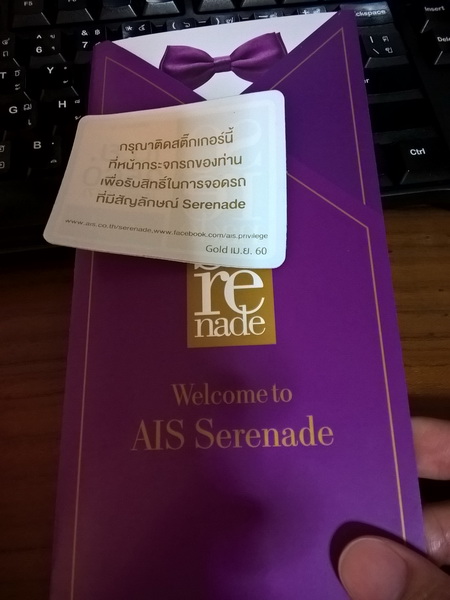 กรุณาติดสติ๊กเกอร์นี้
ที่หน้ากระจกรถของท่าน
เพื่อรับสิทธิ์ในการจอดรถ
ที่มีสัญลักษณ์ Serenade
www.ais.co.th/serenade,www.facebook.com/ais.privilege
Gold เม.ย. 60
re
nade
Welcome to
AIS Serenade
Ctrl
Insert
Del